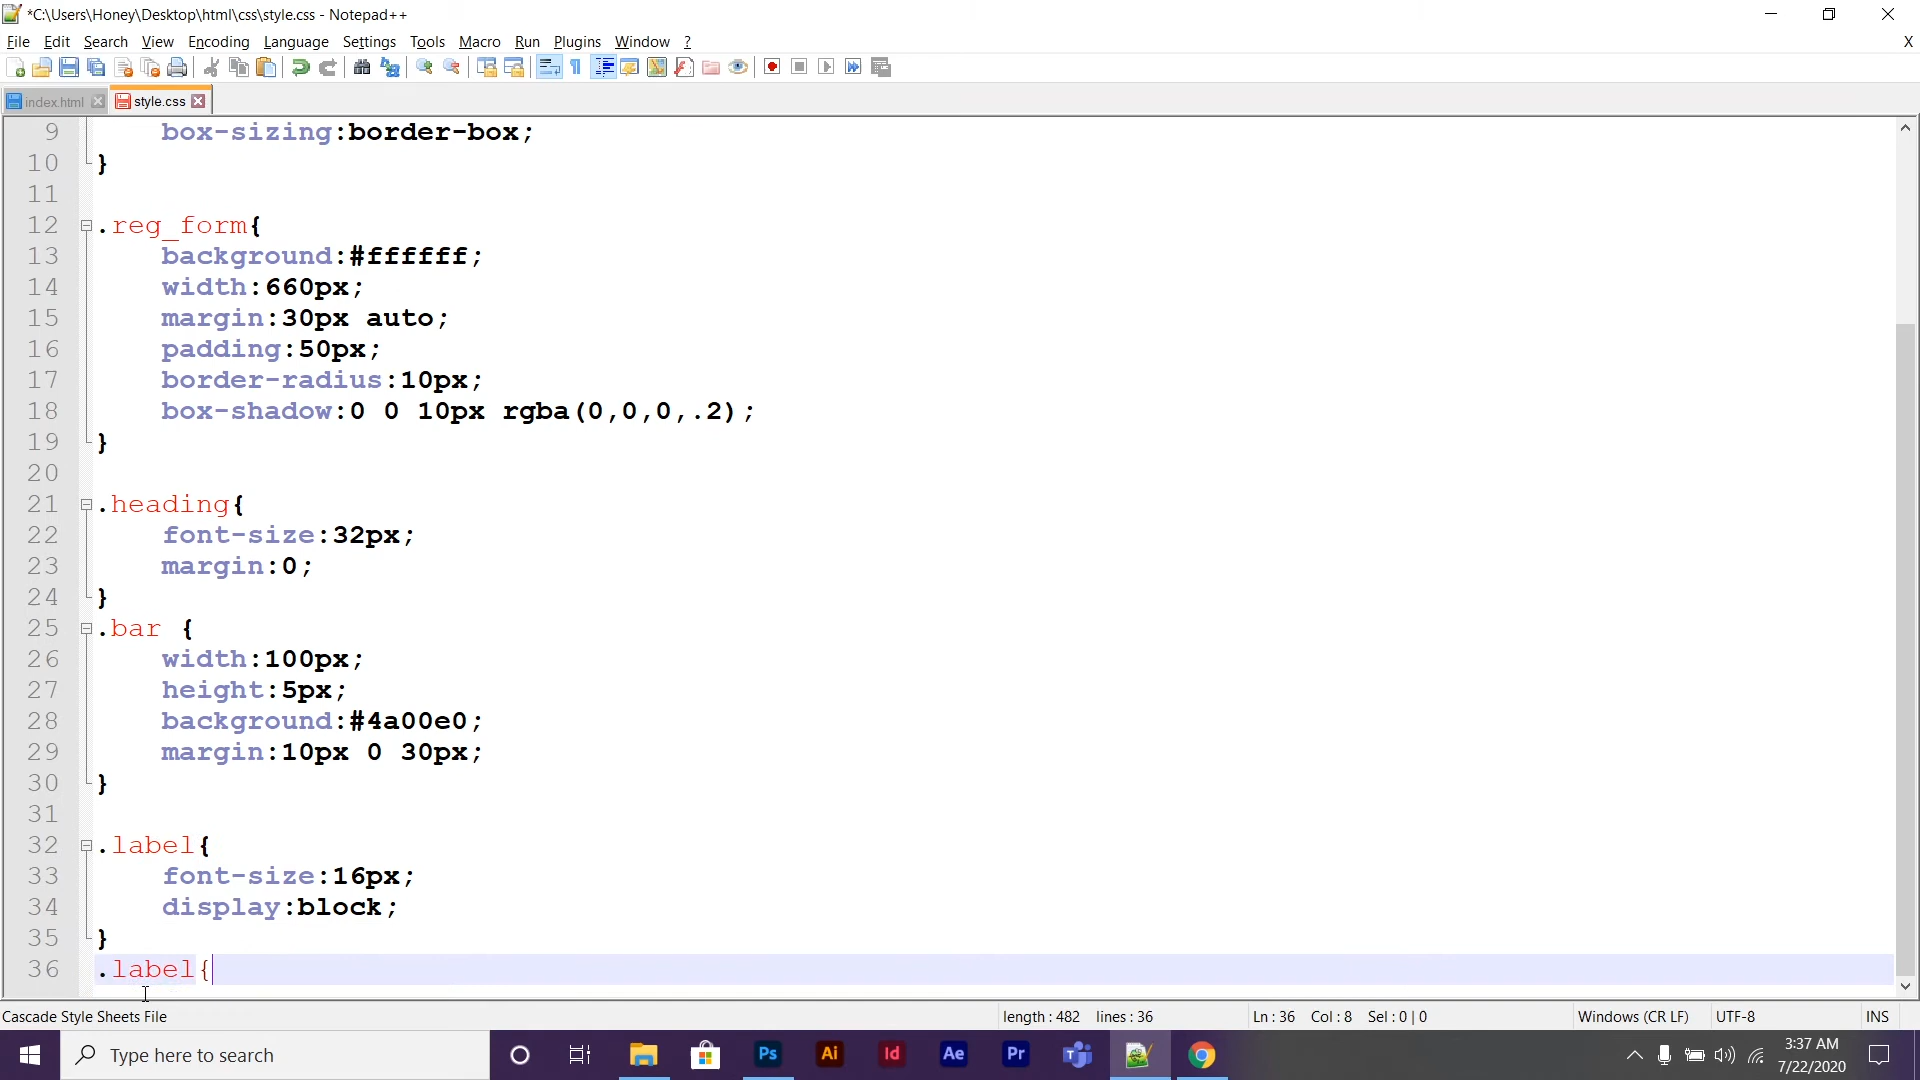 *C:\Users\Honey\Desktop\html\css\style.css - Notepad++
File Edit Search View Encoding Language Settings Tools Macro Run Plugins Window ? X
index.html style.css
9 box-sizing:border-box;
10 }
11
12 .reg_form{
13 background:#ffffff;
14 width:660px;
15 margin:30px auto;
16 padding:50px;
17 border-radius:10px;
18 box-shadow:0 0 10px rgba(0,0,0,.2);
19 }
20
21 .heading{
22 font-size:32px;
23 margin:0;
24 }
25 .bar {
26 width:100px;
27 height:5px;
28 background:#4a00e0;
29 margin:10px 0 30px;
30 }
31
32 .label{
33 font-size:16px;
34 display:block;
35 }
36 .label{
Cascade Style Sheets File length : 482 lines : 36 Ln : 36 Col : 8 Sel : 0 | 0 Windows (CR LF) UTF-8 INS
Type here to search Ps Ai Id Ae Pr 3:37 AM
7/22/2020